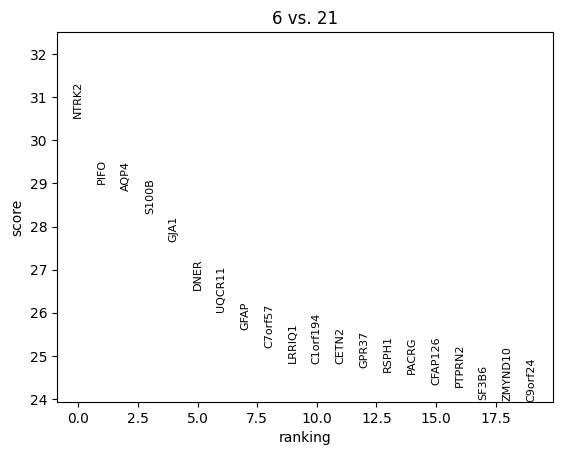 6 vs. 21
32
31
30
29
28
27
26
25
24
score
NTRK2
PIFO
AQP4
S100B
GJA1
DNER
UQCR11
GFAP
C7orf57
LRRIQ1
C1orf194
CETN2
GPR37
RSPH1
PACRG
CFAP126
PTPRN2
SF3B6
ZMYND10
C9orf24
0.0 2.5 5.0 7.5 10.0 12.5 15.0 17.5
ranking